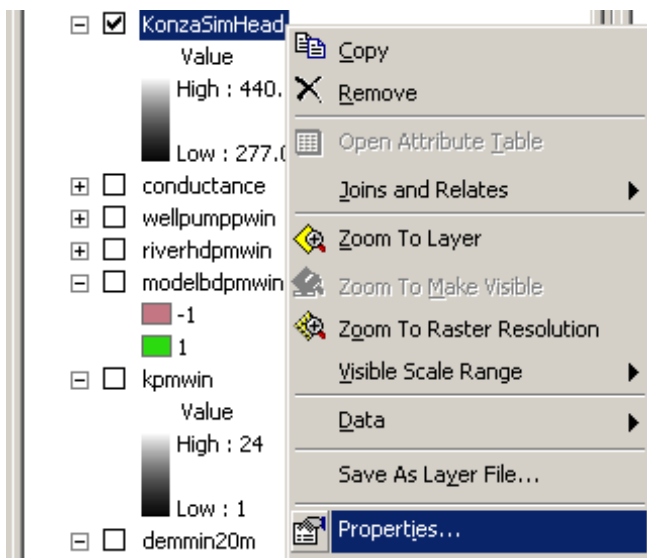 KonzaSimHead
Value
High : 440.
Low : 277.0
conductance
wellpumppwin
riverhdpmwin
modelbdpmwin
-1
1
kpmwin
Value
High : 24
Low : 1
demmin20m
Copy
Remove
Open Attribute Table
Joins and Relates
Zoom To Layer
Zoom To Make Visible
Zoom To Raster Resolution
Visible Scale Range
Data
Save As Layer File...
Properties...